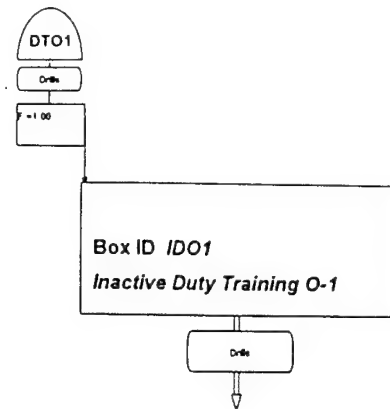 DTO1
Drills
F =1.00
Box ID IDO1
Inactive Duty Training O-1
Drills